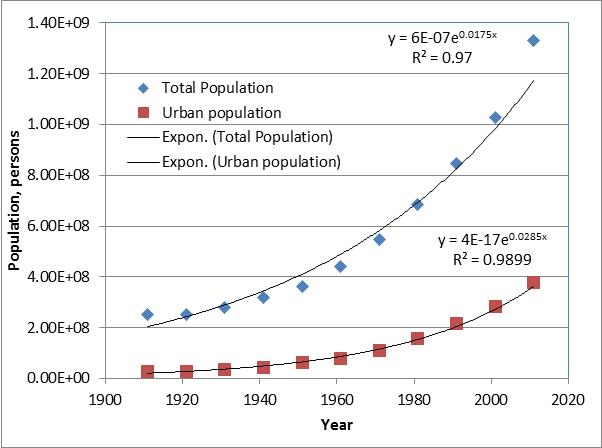 1.40E+09
1.20E+09
1.00E+09
8.00E+08
6.00E+08
4.00E+08
2.00E+08
0.00E+00
Population, persons
y = 6E-07e^0.0175x
R² = 0.97
Total Population
Urban population
Expon. (Total Population)
Expon. (Urban population)
y = 4E-17e^0.0285x
R² = 0.9899
1900 1920 1940 1960 1980 2000 2020
Year